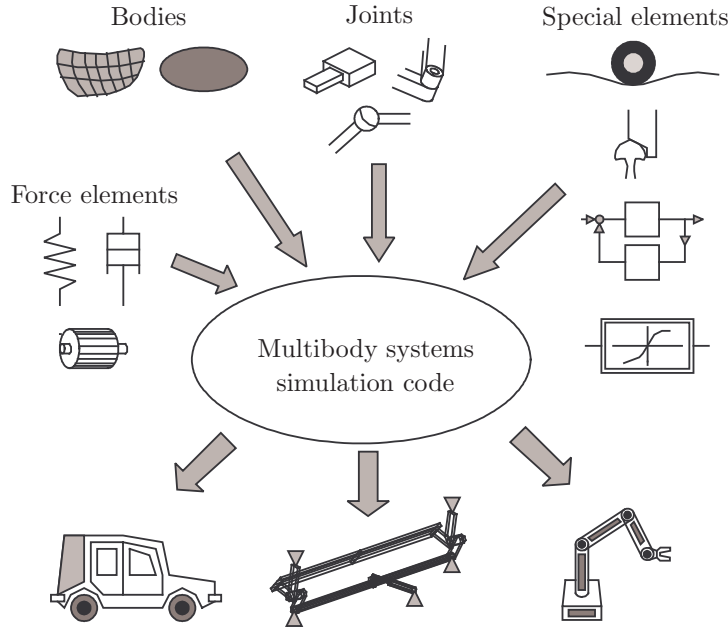 Bodies
Joints
Special elements
Force elements
Multibody systems
simulation code